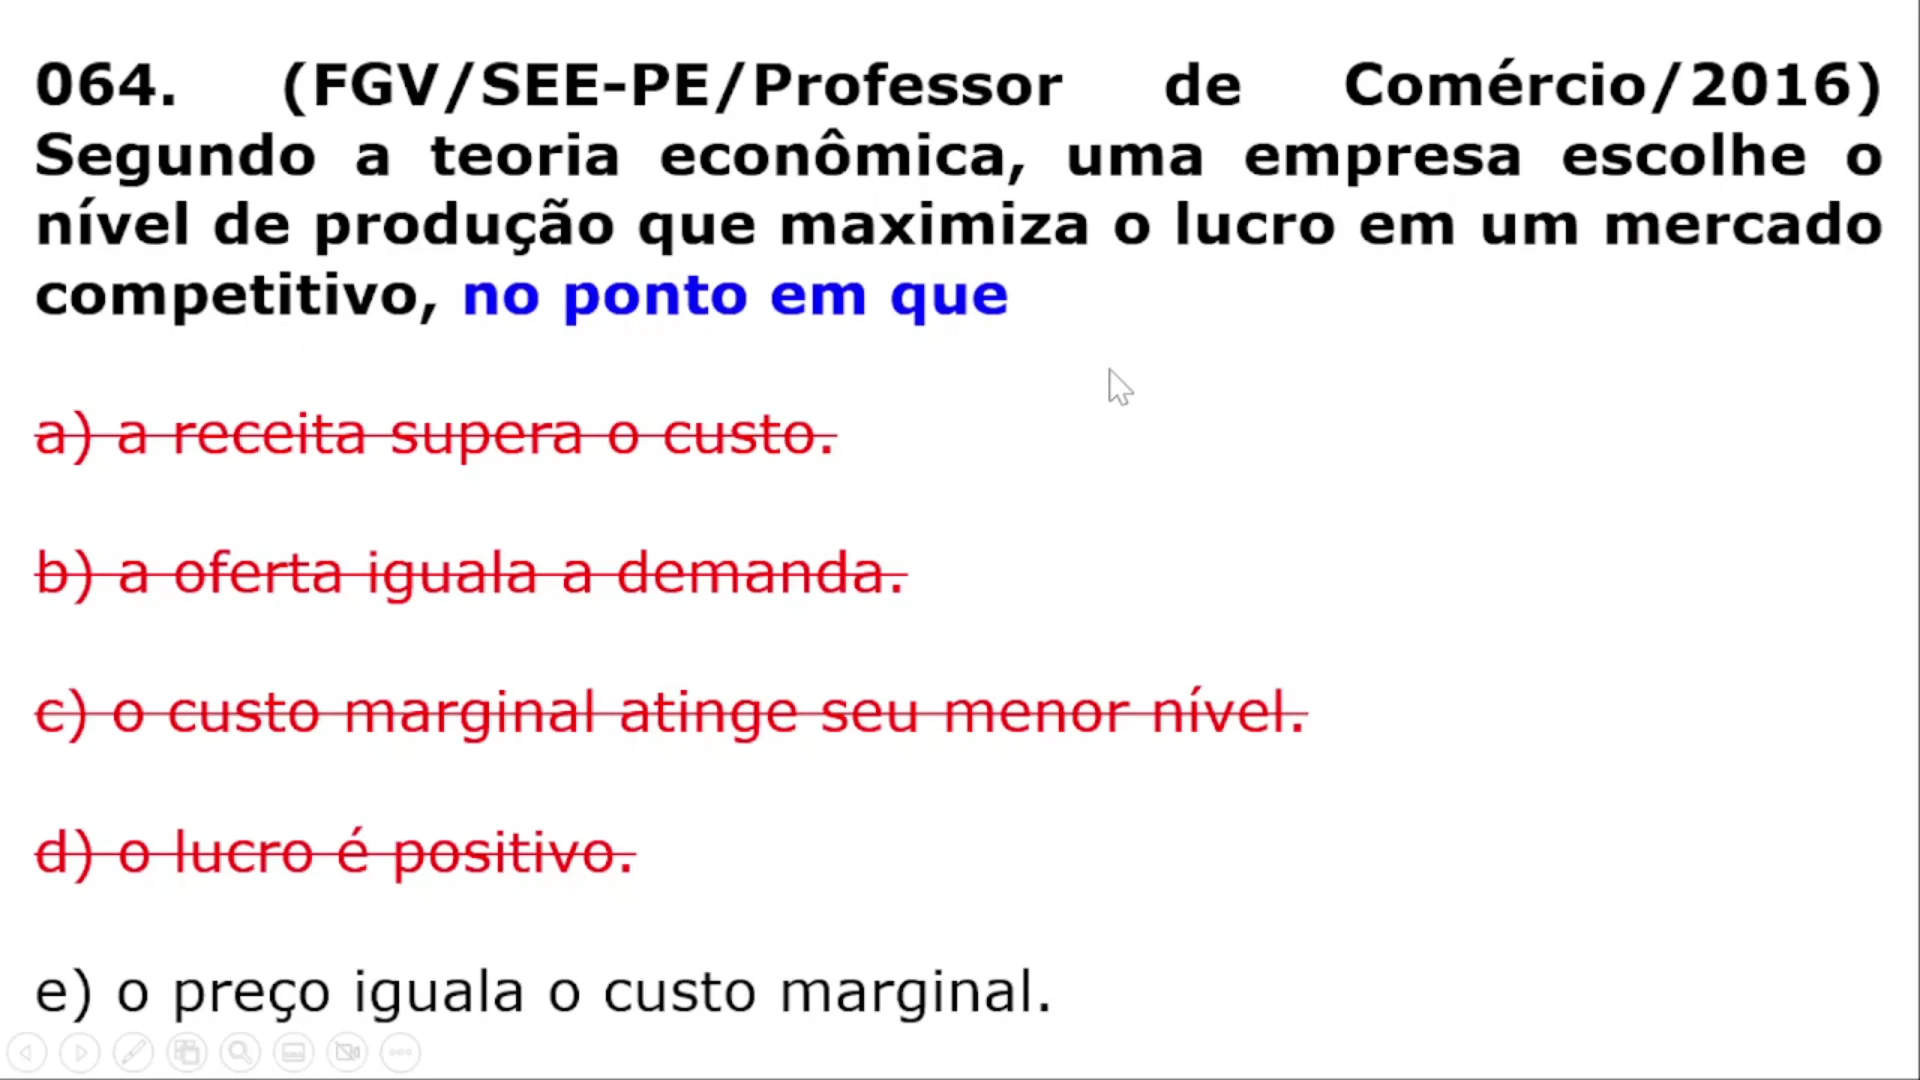 064. (FGV/SEE-PE/Professor de Comércio/2016)
Segundo a teoria econômica, uma empresa escolhe o
nível de produção que maximiza o lucro em um mercado
competitivo, no ponto em que
a) a receita supera o custo.
b) a oferta iguala a demanda.
c) o custo marginal atinge seu menor nível.
d) o lucro é positivo.
e) o preço iguala o custo marginal.